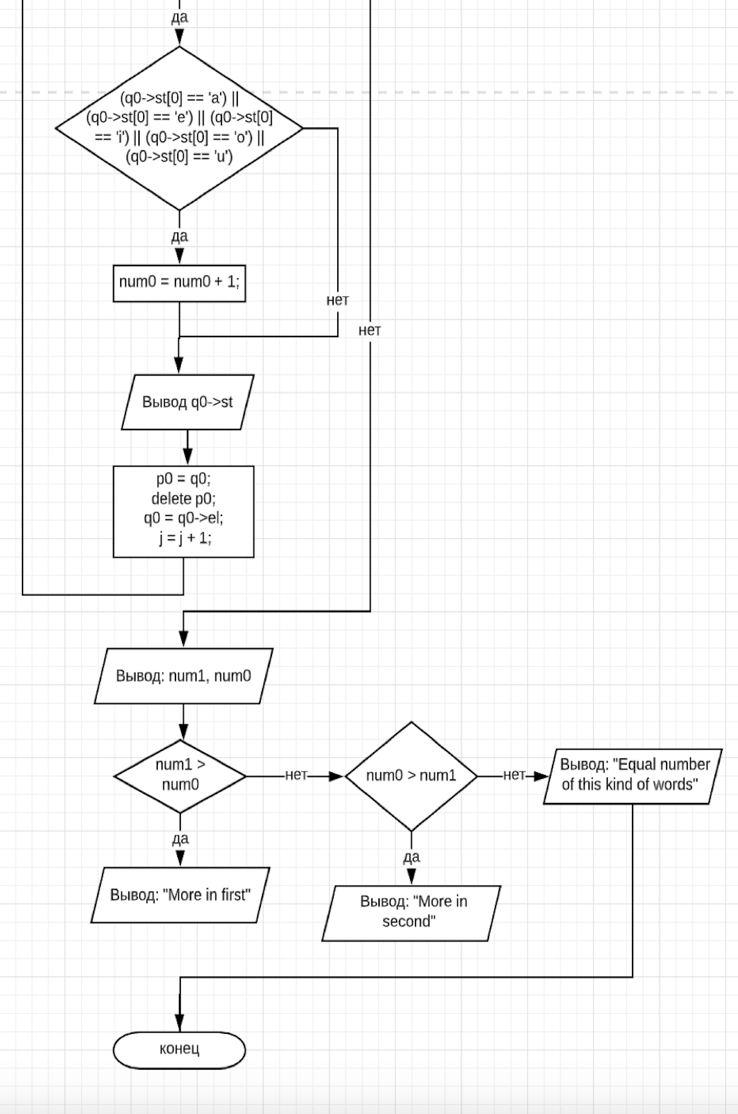 да
(q0->st[0] == 'a') ||
(q0->st[0] == 'e') || (q0->st[0]
== 'i') || (q0->st[0] == 'o') ||
(q0->st[0] == 'u')
да
num0 = num0 + 1;
нет
нет
Вывод q0->st
p0 = q0;
delete p0;
q0 = q0->el;
j = j + 1;
Вывод: num1, num0
num1 >
num0
нет
num0 > num1
нет
Вывод: "Equal number
of this kind of words"
да
Вывод: "More in first"
да
Вывод: "More in
second"
конец